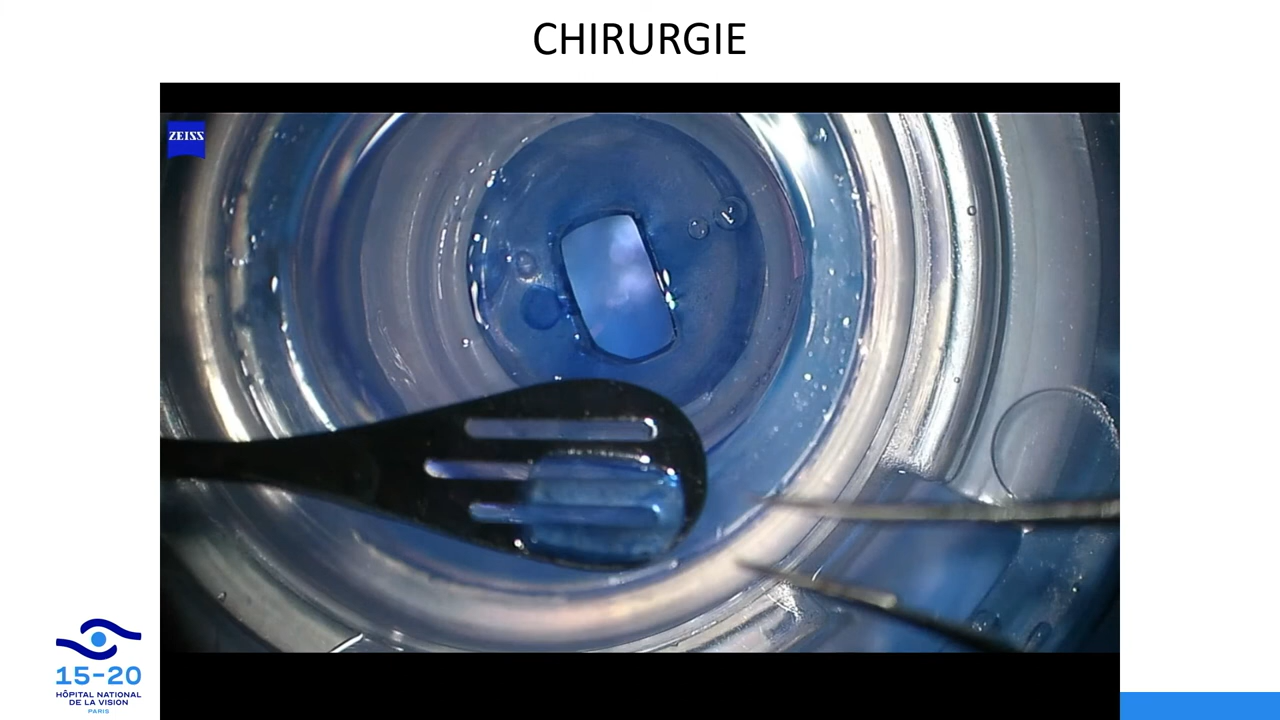 CHIRURGIE
ZEISS
15-20
HÔPITAL NATIONAL
DE LA VISION
PARIS